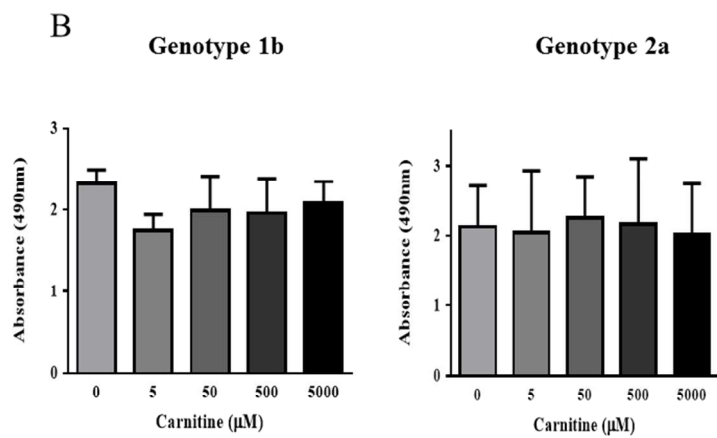 B
Genotype 1b
Absorbance (490nm)
3
2
1
0
0 5 50 500 5000
Carnitine (µM)
Genotype 2a
Absorbance (490nm)
3
2
1
0
0 5 50 500 5000
Carnitine (µM)